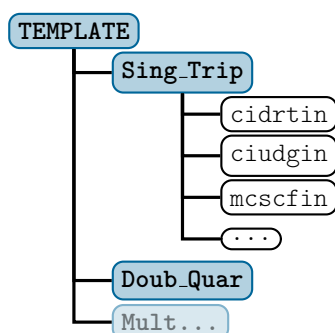 TEMPLATE
Sing_Trip
cidrtin
ciudgin
mcscfin
...
Doub_Quar
Mult...